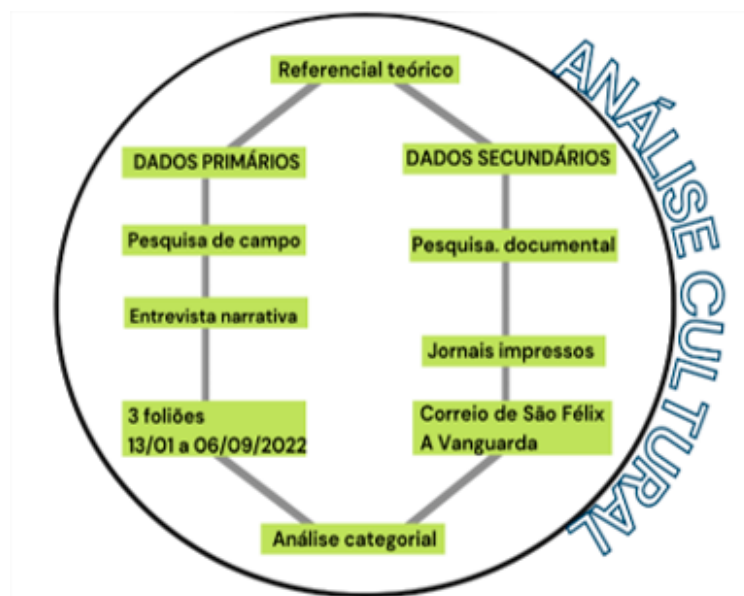 Referencial teórico
DADOS PRIMÁRIOS
DADOS SECUNDÁRIOS
Pesquisa de campo
Pesquisa. documental
Entrevista narrativa
Jornais impressos
3 foliões
13/01 a 06/09/2022
Correio de São Félix
A Vanguarda
Análise categorial
ANÁLISE CULTURAL